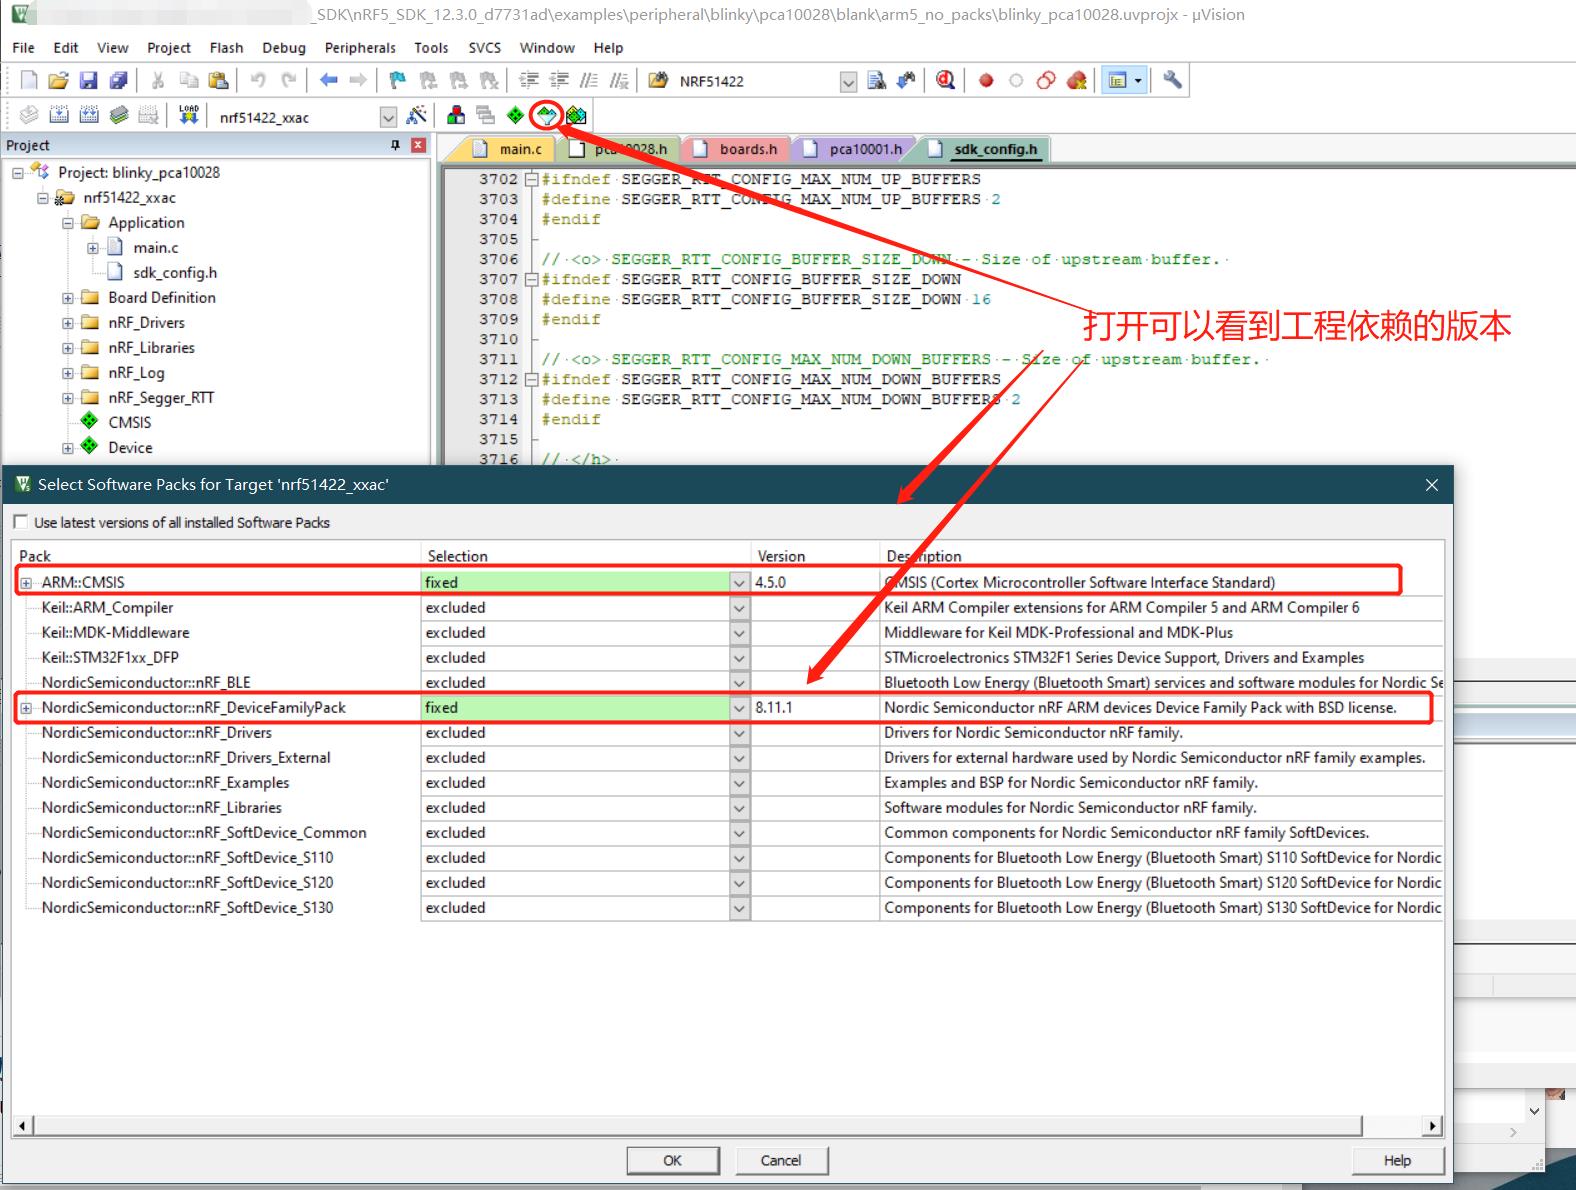 _SDK\nRF5_SDK_12.3.0_d7731ad\examples\peripheral\blinky\pca10028\blank\arm5_no_packs\blinky_pca10028.uvprojx - µVision
File Edit View Project Flash Debug Peripherals Tools SVCS Window Help
NRF51422
LOAD nrf51422_xxac
Project
main.c pca10028.h boards.h pca10001.h sdk_config.h
Project: blinky_pca10028
nrf51422_xxac
Application
main.c
sdk_config.h
Board Definition
nRF_Drivers
nRF_Libraries
nRF_Log
nRF_Segger_RTT
CMSIS
Device
3702 #ifndef SEGGER_RTT_CONFIG_MAX_NUM_UP_BUFFERS
3703 #define SEGGER_RTT_CONFIG_MAX_NUM_UP_BUFFERS 2
3704 #endif
3705
3706 // <o> SEGGER_RTT_CONFIG_BUFFER_SIZE_DOWN - Size of upstream buffer.
3707 #ifndef SEGGER_RTT_CONFIG_BUFFER_SIZE_DOWN
3708 #define SEGGER_RTT_CONFIG_BUFFER_SIZE_DOWN 16
3709 #endif
3710
3711 // <o> SEGGER_RTT_CONFIG_MAX_NUM_DOWN_BUFFERS - Size of upstream buffer.
3712 #ifndef SEGGER_RTT_CONFIG_MAX_NUM_DOWN_BUFFERS
3713 #define SEGGER_RTT_CONFIG_MAX_NUM_DOWN_BUFFERS 2
3714 #endif
3715
3716 // </h>
打开可以看到工程依赖的版本
Select Software Packs for Target 'nrf51422_xxac'
Use latest versions of all installed Software Packs
Pack Selection Version Description
ARM::CMSIS fixed 4.5.0 CMSIS (Cortex Microcontroller Software Interface Standard)
Keil::ARM_Compiler excluded Keil ARM Compiler extensions for ARM Compiler 5 and ARM Compiler 6
Keil::MDK-Middleware excluded Middleware for Keil MDK-Professional and MDK-Plus
Keil::STM32F1xx_DFP excluded STMicroelectronics STM32F1 Series Device Support, Drivers and Examples
NordicSemiconductor::nRF_BLE excluded Bluetooth Low Energy (Bluetooth Smart) services and software modules for Nordic Se
NordicSemiconductor::nRF_DeviceFamilyPack fixed 8.11.1 Nordic Semiconductor nRF ARM devices Device Family Pack with BSD license.
NordicSemiconductor::nRF_Drivers excluded Drivers for Nordic Semiconductor nRF family.
NordicSemiconductor::nRF_Drivers_External excluded Drivers for external hardware used by Nordic Semiconductor nRF family examples.
NordicSemiconductor::nRF_Examples excluded Examples and BSP for Nordic Semiconductor nRF family.
NordicSemiconductor::nRF_Libraries excluded Software modules for Nordic Semiconductor nRF family.
NordicSemiconductor::nRF_SoftDevice_Common excluded Common components for Nordic Semiconductor nRF family SoftDevices.
NordicSemiconductor::nRF_SoftDevice_S110 excluded Components for Bluetooth Low Energy (Bluetooth Smart) S110 SoftDevice for Nordic
NordicSemiconductor::nRF_SoftDevice_S120 excluded Components for Bluetooth Low Energy (Bluetooth Smart) S120 SoftDevice for Nordic
NordicSemiconductor::nRF_SoftDevice_S130 excluded Components for Bluetooth Low Energy (Bluetooth Smart) S130 SoftDevice for Nordic
OK Cancel Help